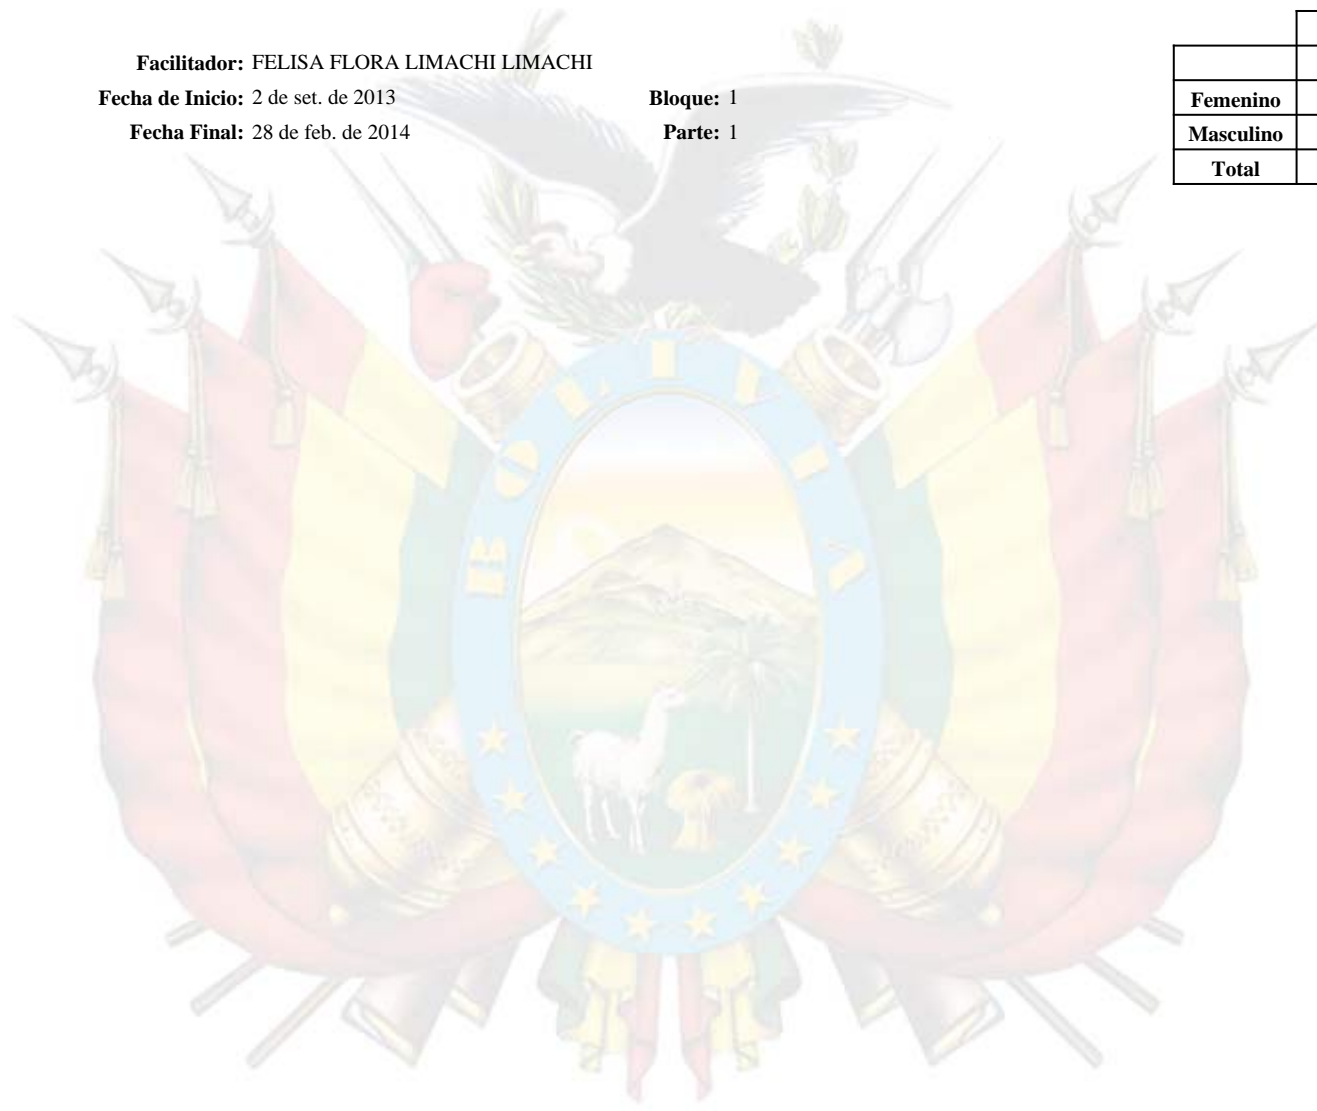 Facilitador: FELISA FLORA LIMACHI LIMACHI
Fecha de Inicio: 2 de set. de 2013 Bloque: 1
Fecha Final: 28 de feb. de 2014 Parte: 1
Femenino
Masculino
Total
BOLIVIA